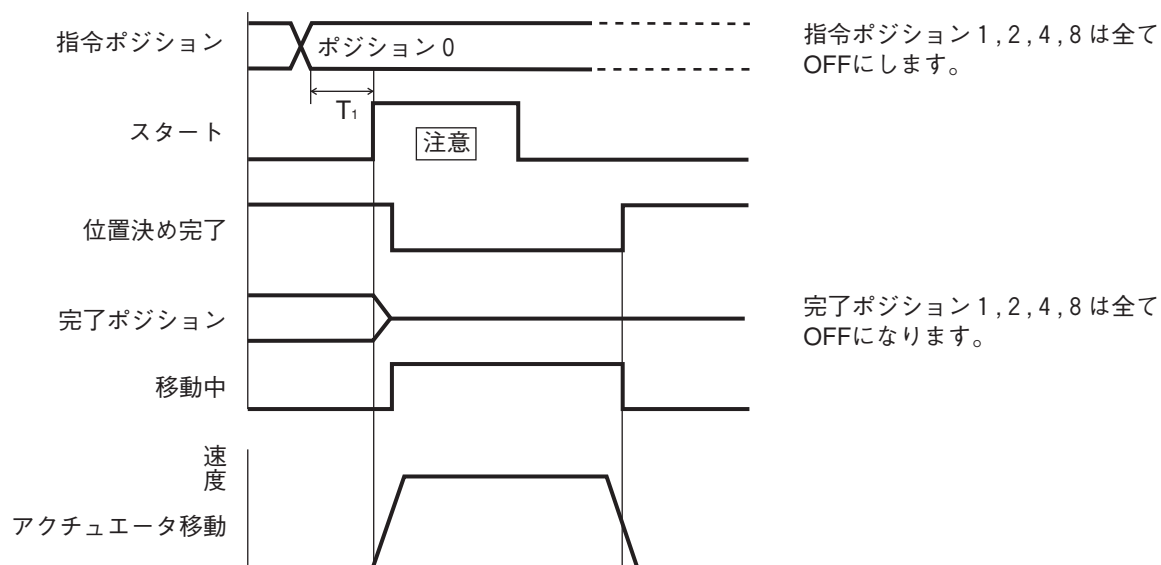 指令ポジション
ポジション 0
指令ポジション 1 , 2 , 4 , 8 は全て
OFFにします。
T₁
スタート
注意
位置決め完了
完了ポジション
完了ポジション 1 , 2 , 4 , 8 は全て
OFFになります。
移動中
速度
アクチュエータ移動